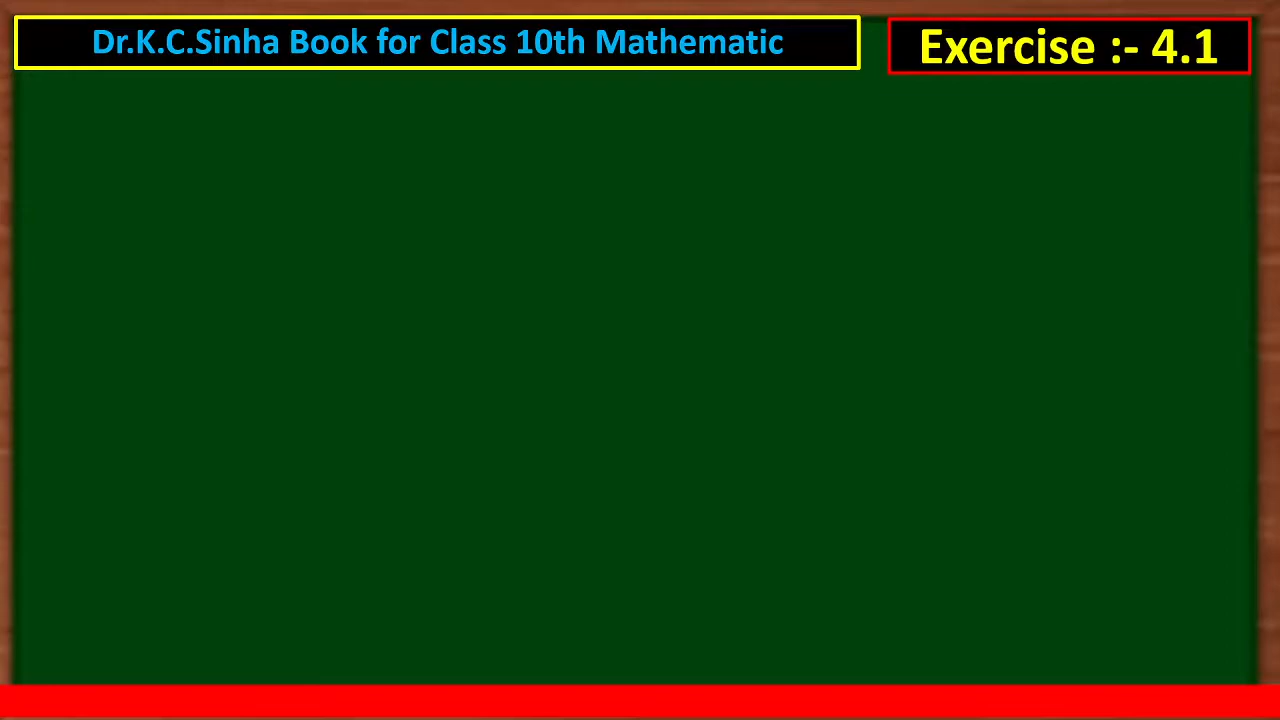 Dr.K.C.Sinha Book for Class 10th Mathematic
Exercise :- 4.1